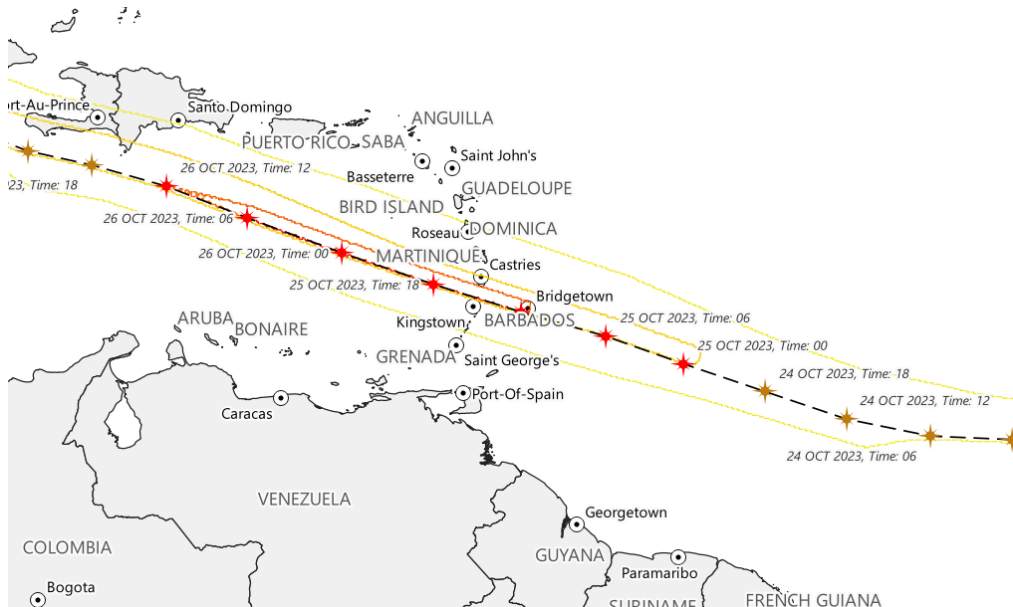 ort-Au-Prince
Santo Domingo
ANGUILLA
PUERTO RICO
SABA
Saint John's
26 OCT 2023, Time: 12
Basseterre
023, Time: 18
GUADELOUPE
BIRD ISLAND
26 OCT 2023, Time: 06
Roseau
DOMINICA
26 OCT 2023, Time: 00
MARTINIQUE
Castries
25 OCT 2023, Time: 18
Bridgetown
ARUBA
BONAIRE
Kingstown
BARBADOS
25 OCT 2023, Time: 06
GRENADA
Saint George's
25 OCT 2023, Time: 00
24 OCT 2023, Time: 18
Port-Of-Spain
24 OCT 2023, Time: 12
Caracas
24 OCT 2023, Time: 06
VENEZUELA
Georgetown
COLOMBIA
GUYANA
Paramaribo
Bogota
SURINAME
FRENCH GUIANA